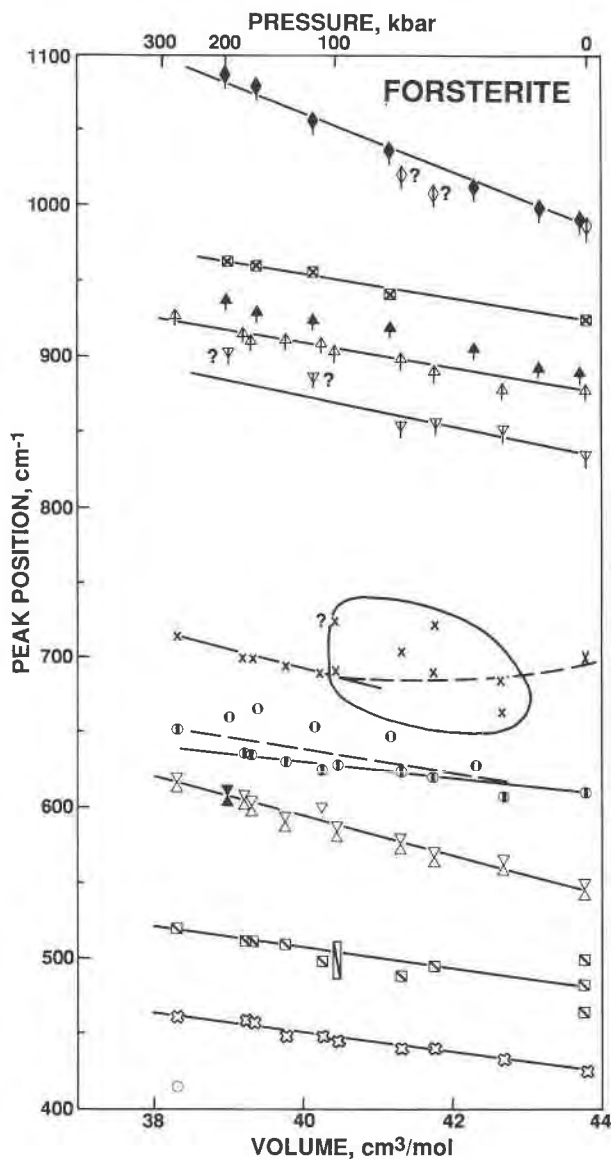 PRESSURE, kbar
300 200 100 0
FORSTERITE
1100
1000
900
800
700
600
500
400
PEAK POSITION, cm-1
? ?
? ?
?
38 40 42 44
VOLUME, cm3/mol